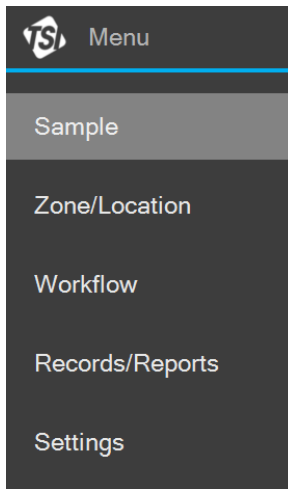 TSI Menu
Sample
Zone/Location
Workflow
Records/Reports
Settings